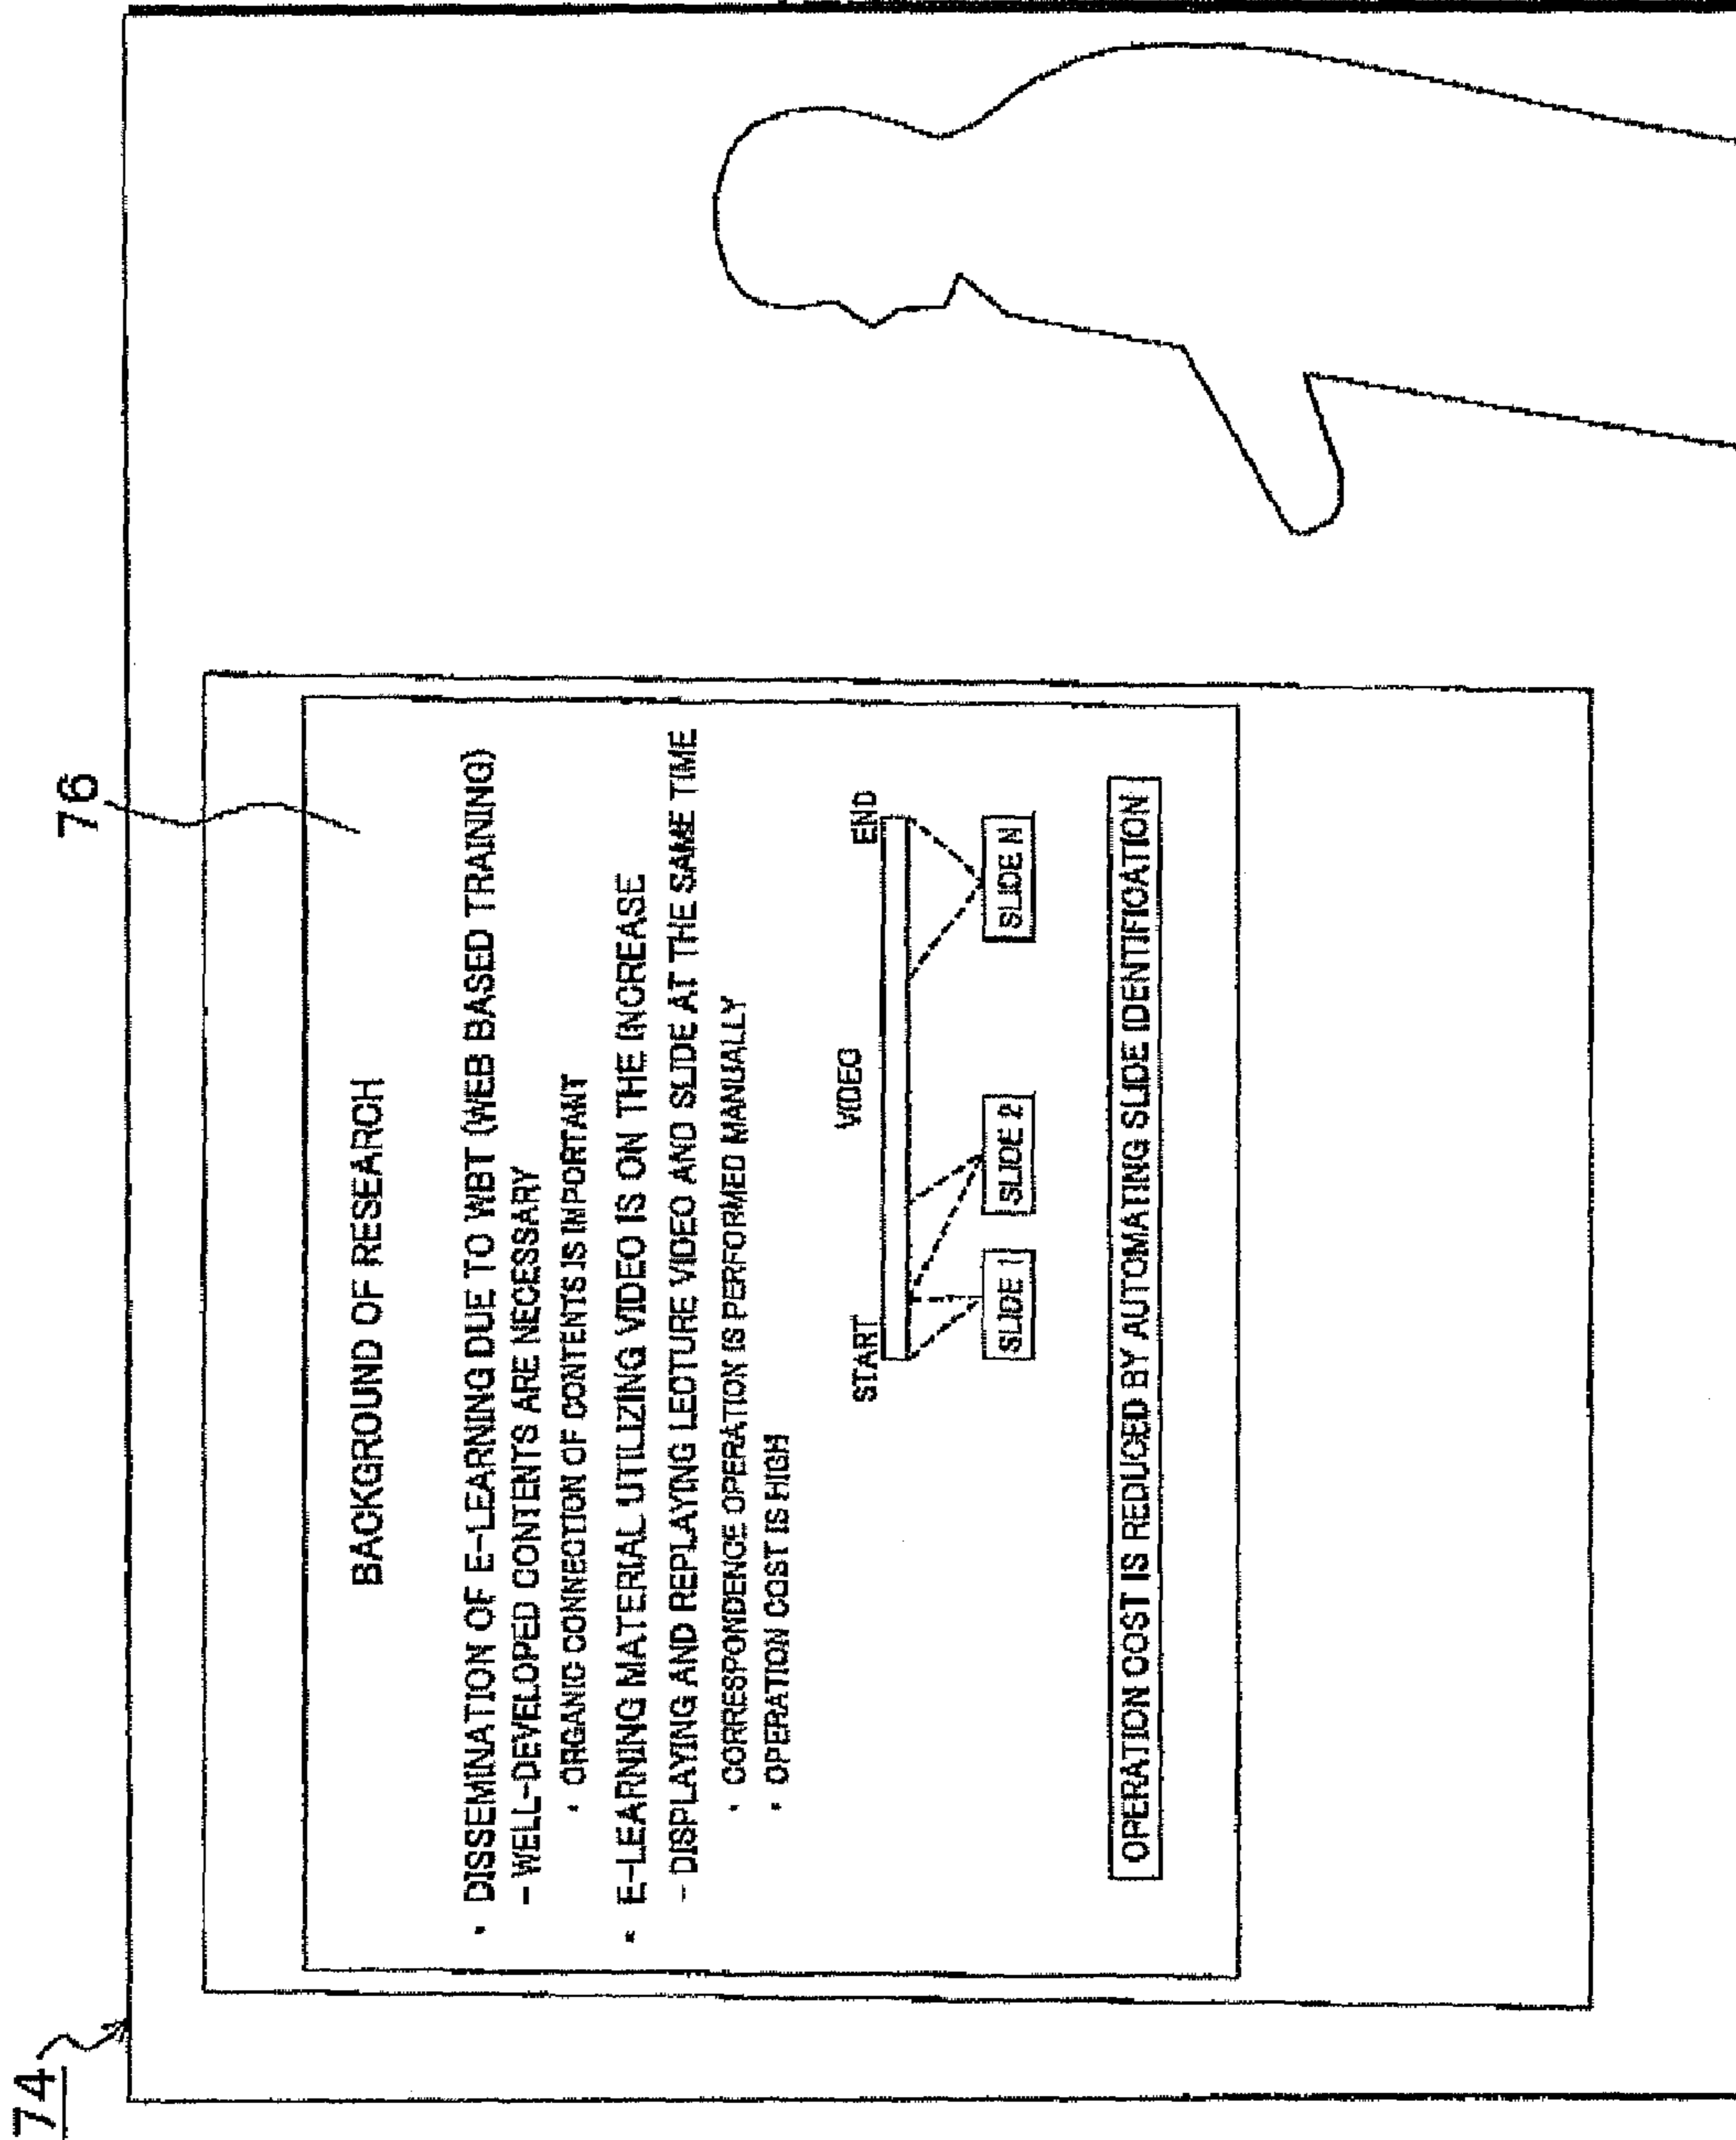 74
76
BACKGROUND OF RESEARCH
• DISSEMINATION OF E-LEARNING DUE TO WBT (WEB BASED TRAINING)
– WELL-DEVELOPED CONTENTS ARE NECESSARY
• ORGANIC CONNECTION OF CONTENTS IS IMPORTANT
• E-LEARNING MATERIAL UTILIZING VIDEO IS ON THE INCREASE
– DISPLAYING AND REPLAYING LECTURE VIDEO AND SLIDE AT THE SAME TIME
• CORRESPONDENCE OPERATION IS PERFORMED MANUALLY
• OPERATION COST IS HIGH
START VIDEO END
SLIDE 1 SLIDE 2 SLIDE N
OPERATION COST IS REDUCED BY AUTOMATING SLIDE IDENTIFICATION